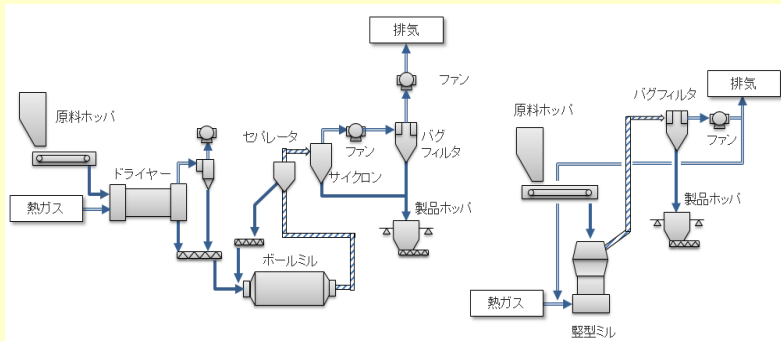 排気
ファン
原料ホッパ
ドライヤー
熱ガス
セパレータ
サイクロン
ファン
バグ
フィルタ
製品ホッパ
ボールミル
排気
バグフィルタ
ファン
原料ホッパ
製品ホッパ
熱ガス
竪型ミル